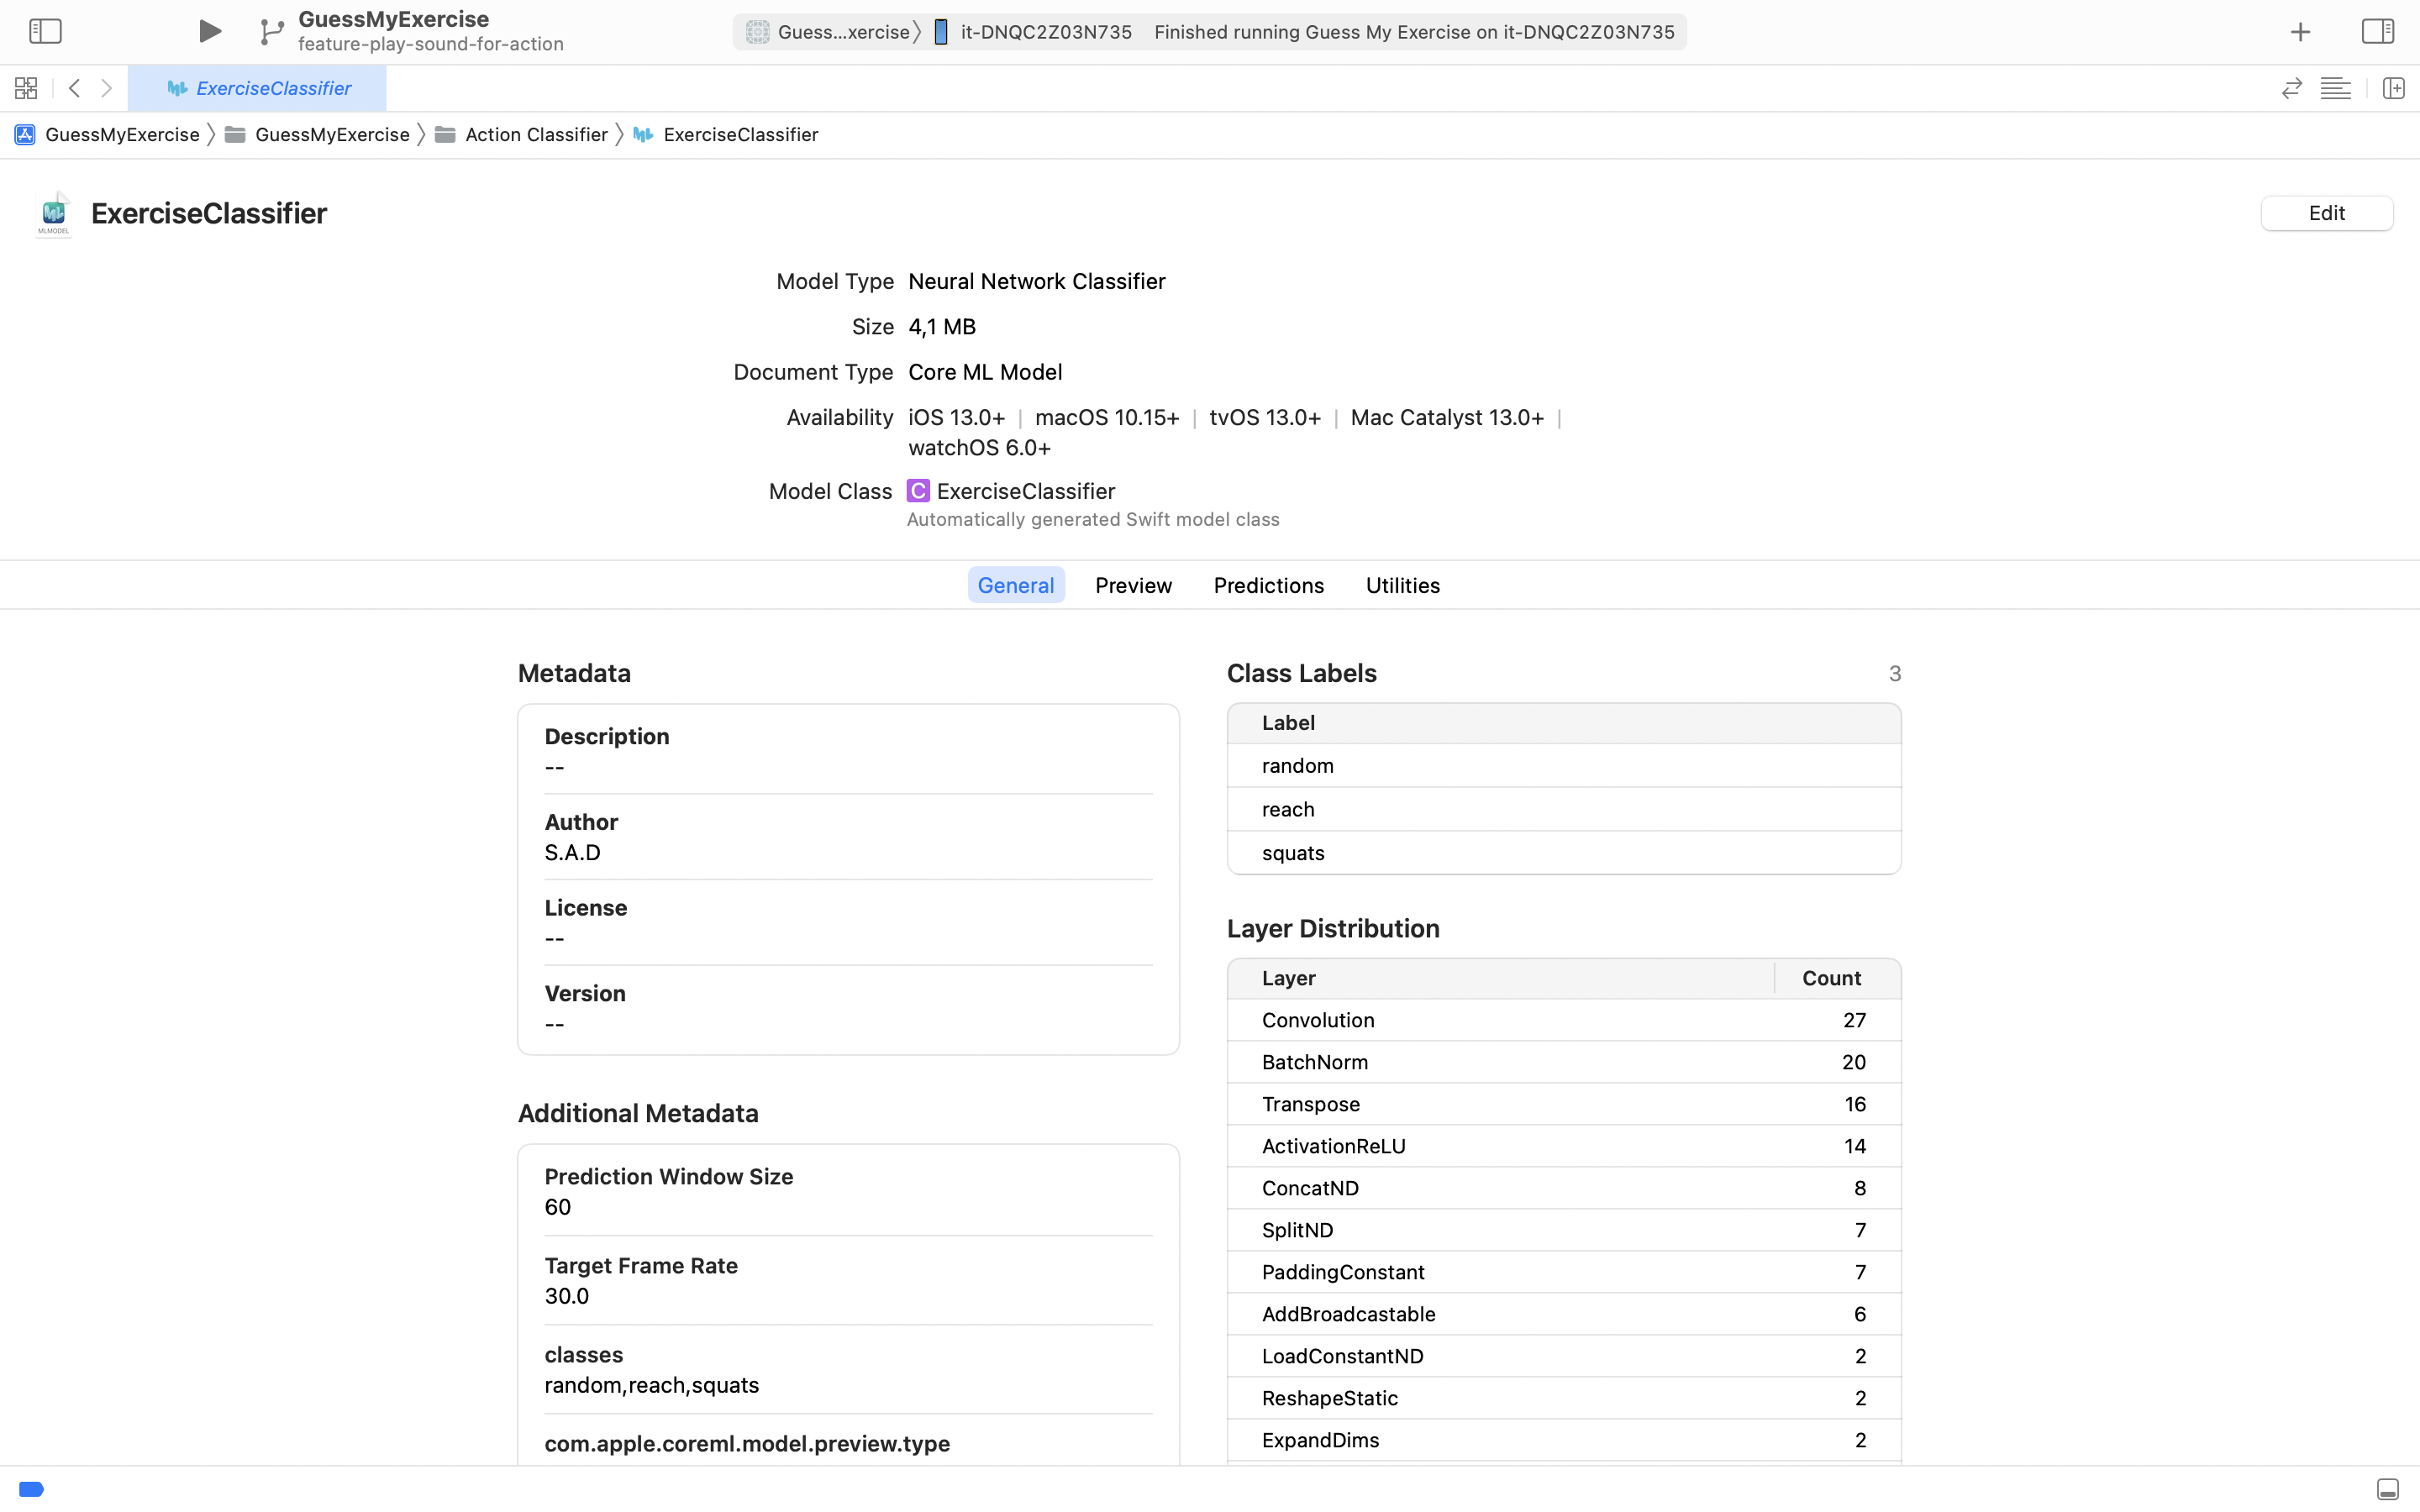 GuessMyExercise
feature-play-sound-for-action
Guess...xercise 〉 it-DNQC2Z03N735 Finished running Guess My Exercise on it-DNQC2Z03N735
ExerciseClassifier
GuessMyExercise 〉 GuessMyExercise 〉 Action Classifier 〉 ExerciseClassifier
MLMODEL
ExerciseClassifier
Edit
Model Type Neural Network Classifier
Size 4,1 MB
Document Type Core ML Model
Availability iOS 13.0+ | macOS 10.15+ | tvOS 13.0+ | Mac Catalyst 13.0+ |
watchOS 6.0+
Model Class C ExerciseClassifier
Automatically generated Swift model class
General Preview Predictions Utilities
Metadata
Description
--
Author
S.A.D
License
--
Version
--
Additional Metadata
Prediction Window Size
60
Target Frame Rate
30.0
classes
random,reach,squats
com.apple.coreml.model.preview.type
Class Labels 3
Label
random
reach
squats
Layer Distribution
Layer Count
Convolution 27
BatchNorm 20
Transpose 16
ActivationReLU 14
ConcatND 8
SplitND 7
PaddingConstant 7
AddBroadcastable 6
LoadConstantND 2
ReshapeStatic 2
ExpandDims 2